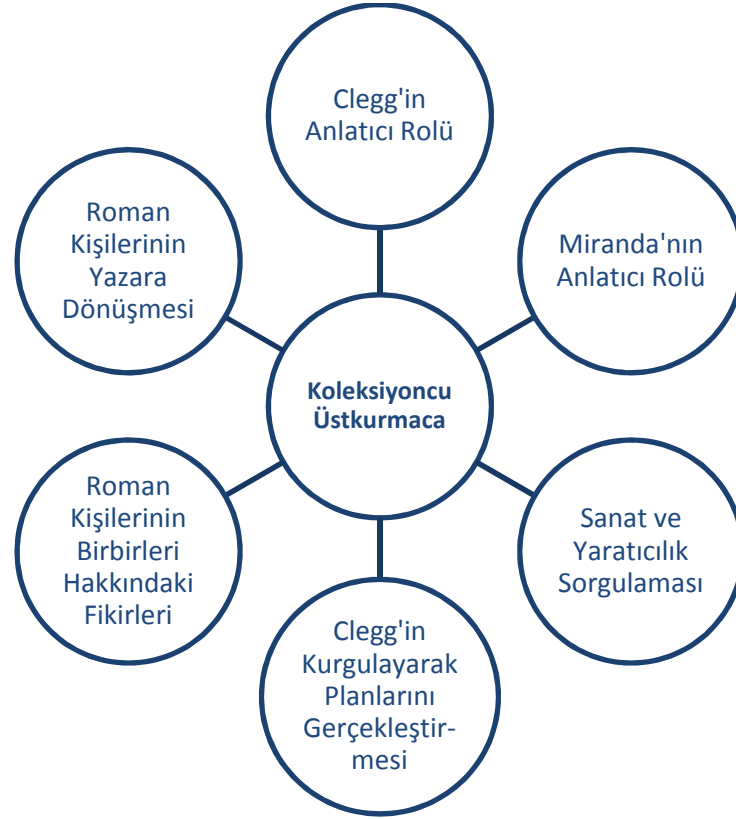 Clegg'in
Anlatıcı Rolü
Roman
Kişilerinin
Yazara
Dönüşmesi
Miranda'nın
Anlatıcı Rolü
Koleksiyoncu
Üstkurmaca
Roman
Kişilerinin
Birbirleri
Hakkındaki
Fikirleri
Sanat ve
Yaratıcılık
Sorgulaması
Clegg'in
Kurgulayarak
Planlarını
Gerçekleştir-
mesi